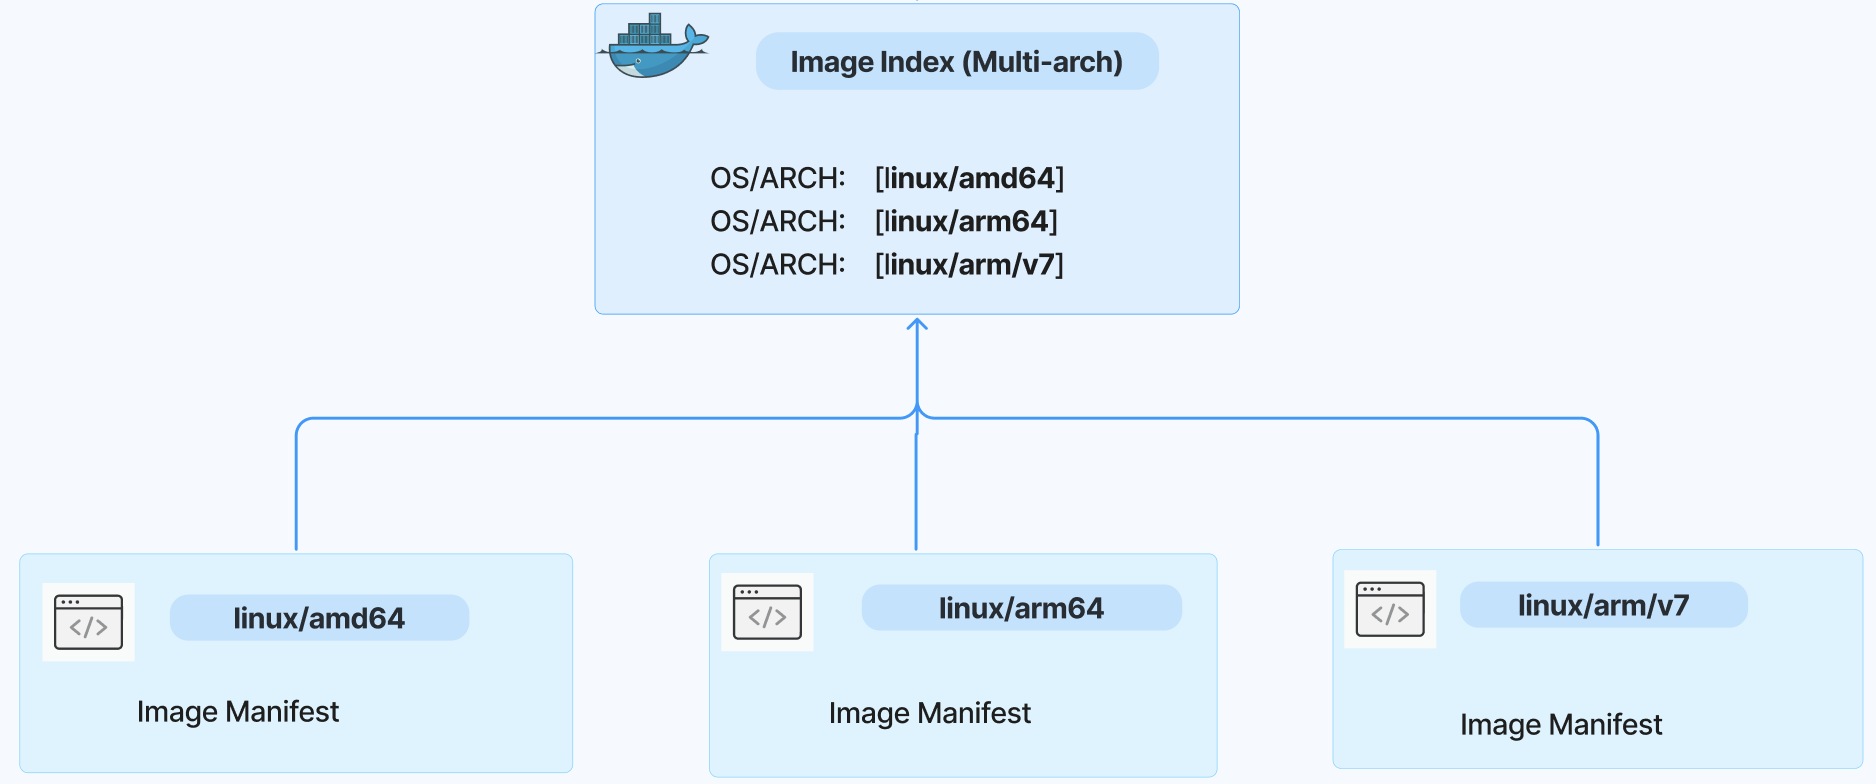 Image Index (Multi-arch)
OS/ARCH: [linux/amd64]
OS/ARCH: [linux/arm64]
OS/ARCH: [linux/arm/v7]
linux/amd64
Image Manifest
linux/arm64
Image Manifest
linux/arm/v7
Image Manifest